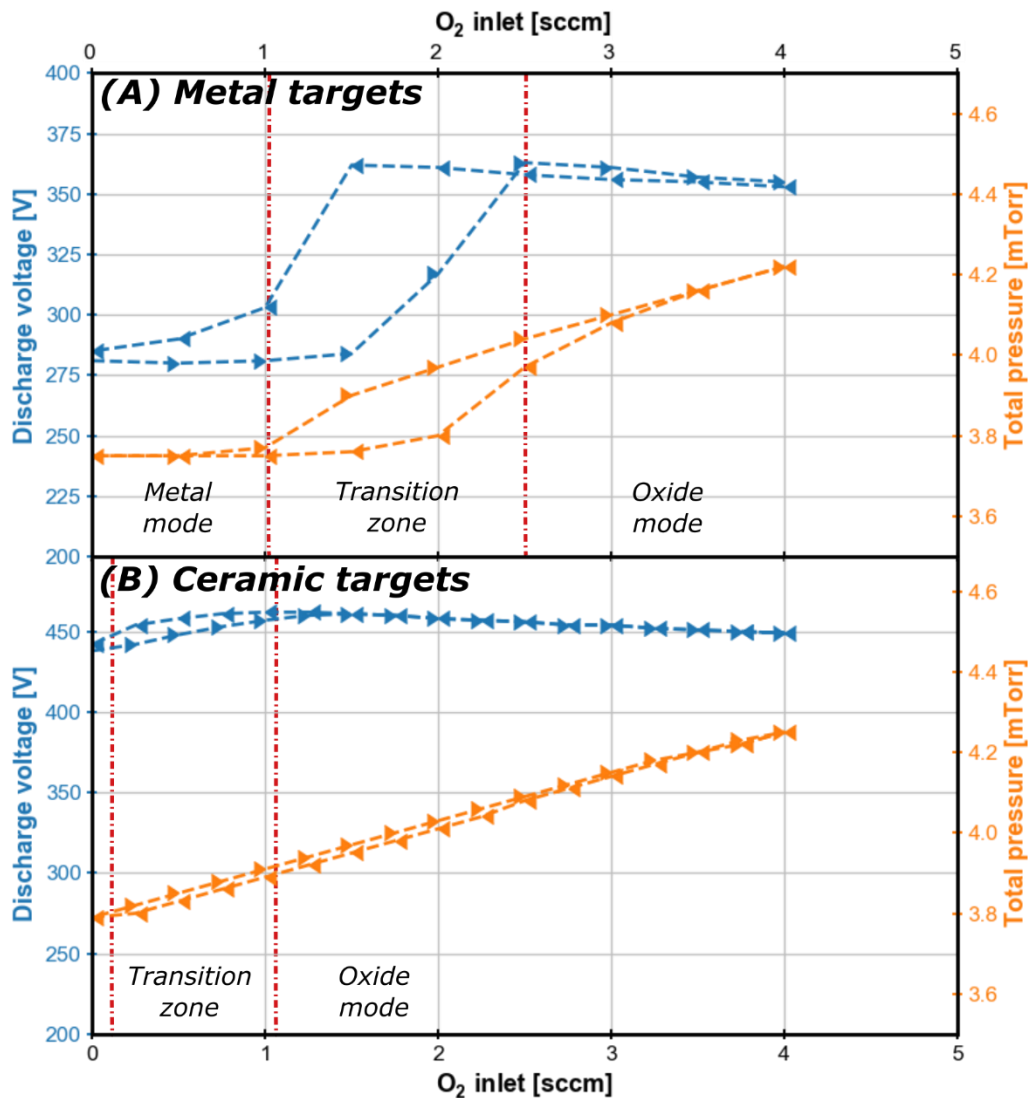 O₂ inlet [sccm]
0 1 2 3 4 5
(A) Metal targets
Discharge voltage [V]
400
375
350
325
300
275
250
225
200
Total pressure [mTorr]
4.6
4.4
4.2
4.0
3.8
3.6
Metal mode
Transition zone
Oxide mode
(B) Ceramic targets
Discharge voltage [V]
450
400
350
300
250
200
Total pressure [mTorr]
4.6
4.4
4.2
4.0
3.8
3.6
Transition zone
Oxide mode
0 1 2 3 4 5
O₂ inlet [sccm]